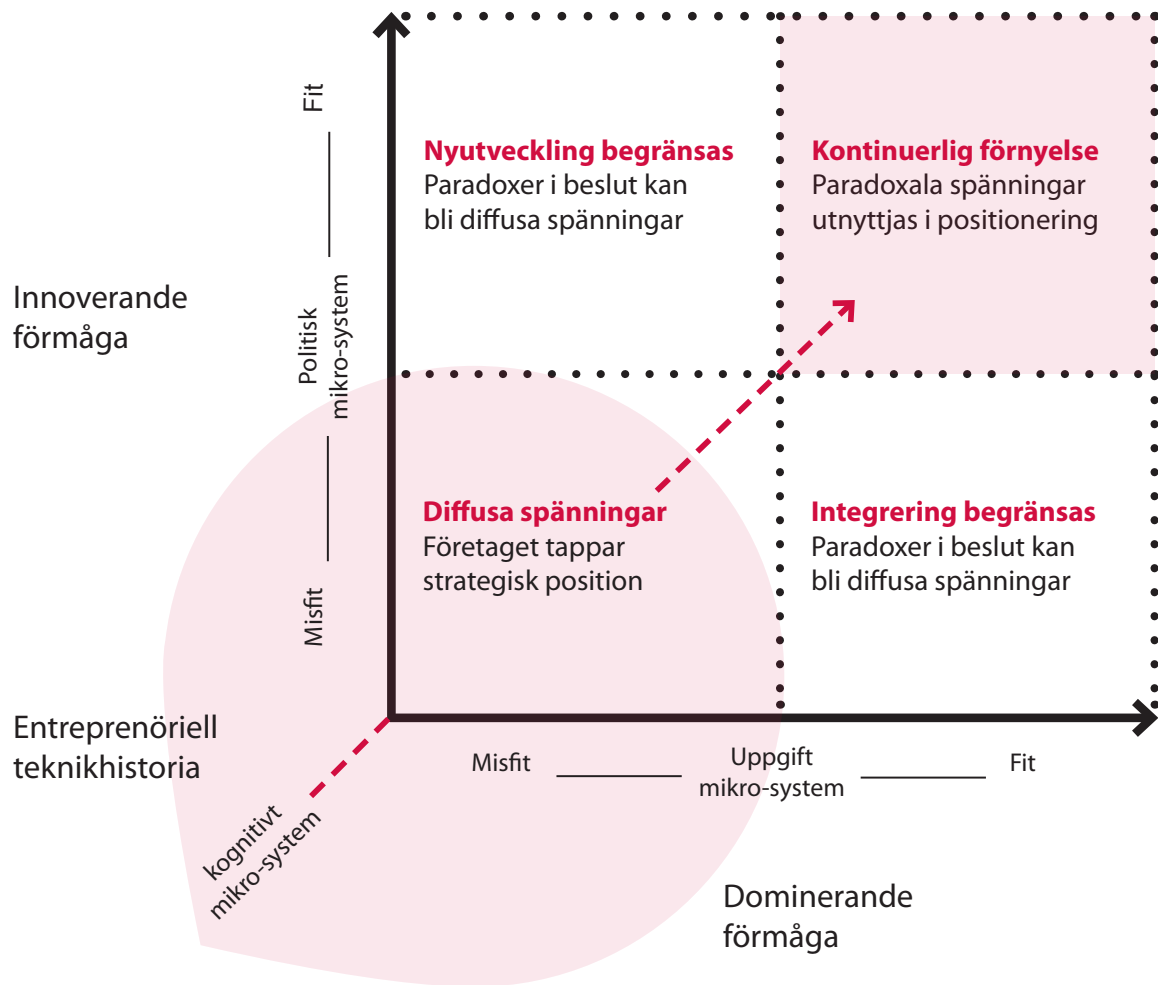 Fit
Politisk
mikro-system
Misfit
Innoverande
förmåga
Nyutveckling begränsas
Paradoxer i beslut kan
bli diffusa spänningar
Kontinuerlig förnyelse
Paradoxala spänningar
utnyttjas i positionering
Diffusa spänningar
Företaget tappar
strategisk position
Integrering begränsas
Paradoxer i beslut kan
bli diffusa spänningar
Entreprenöriell
teknikhistoria
kognitivt
mikro-system
Misfit
Uppgift
mikro-system
Fit
Dominerande
förmåga